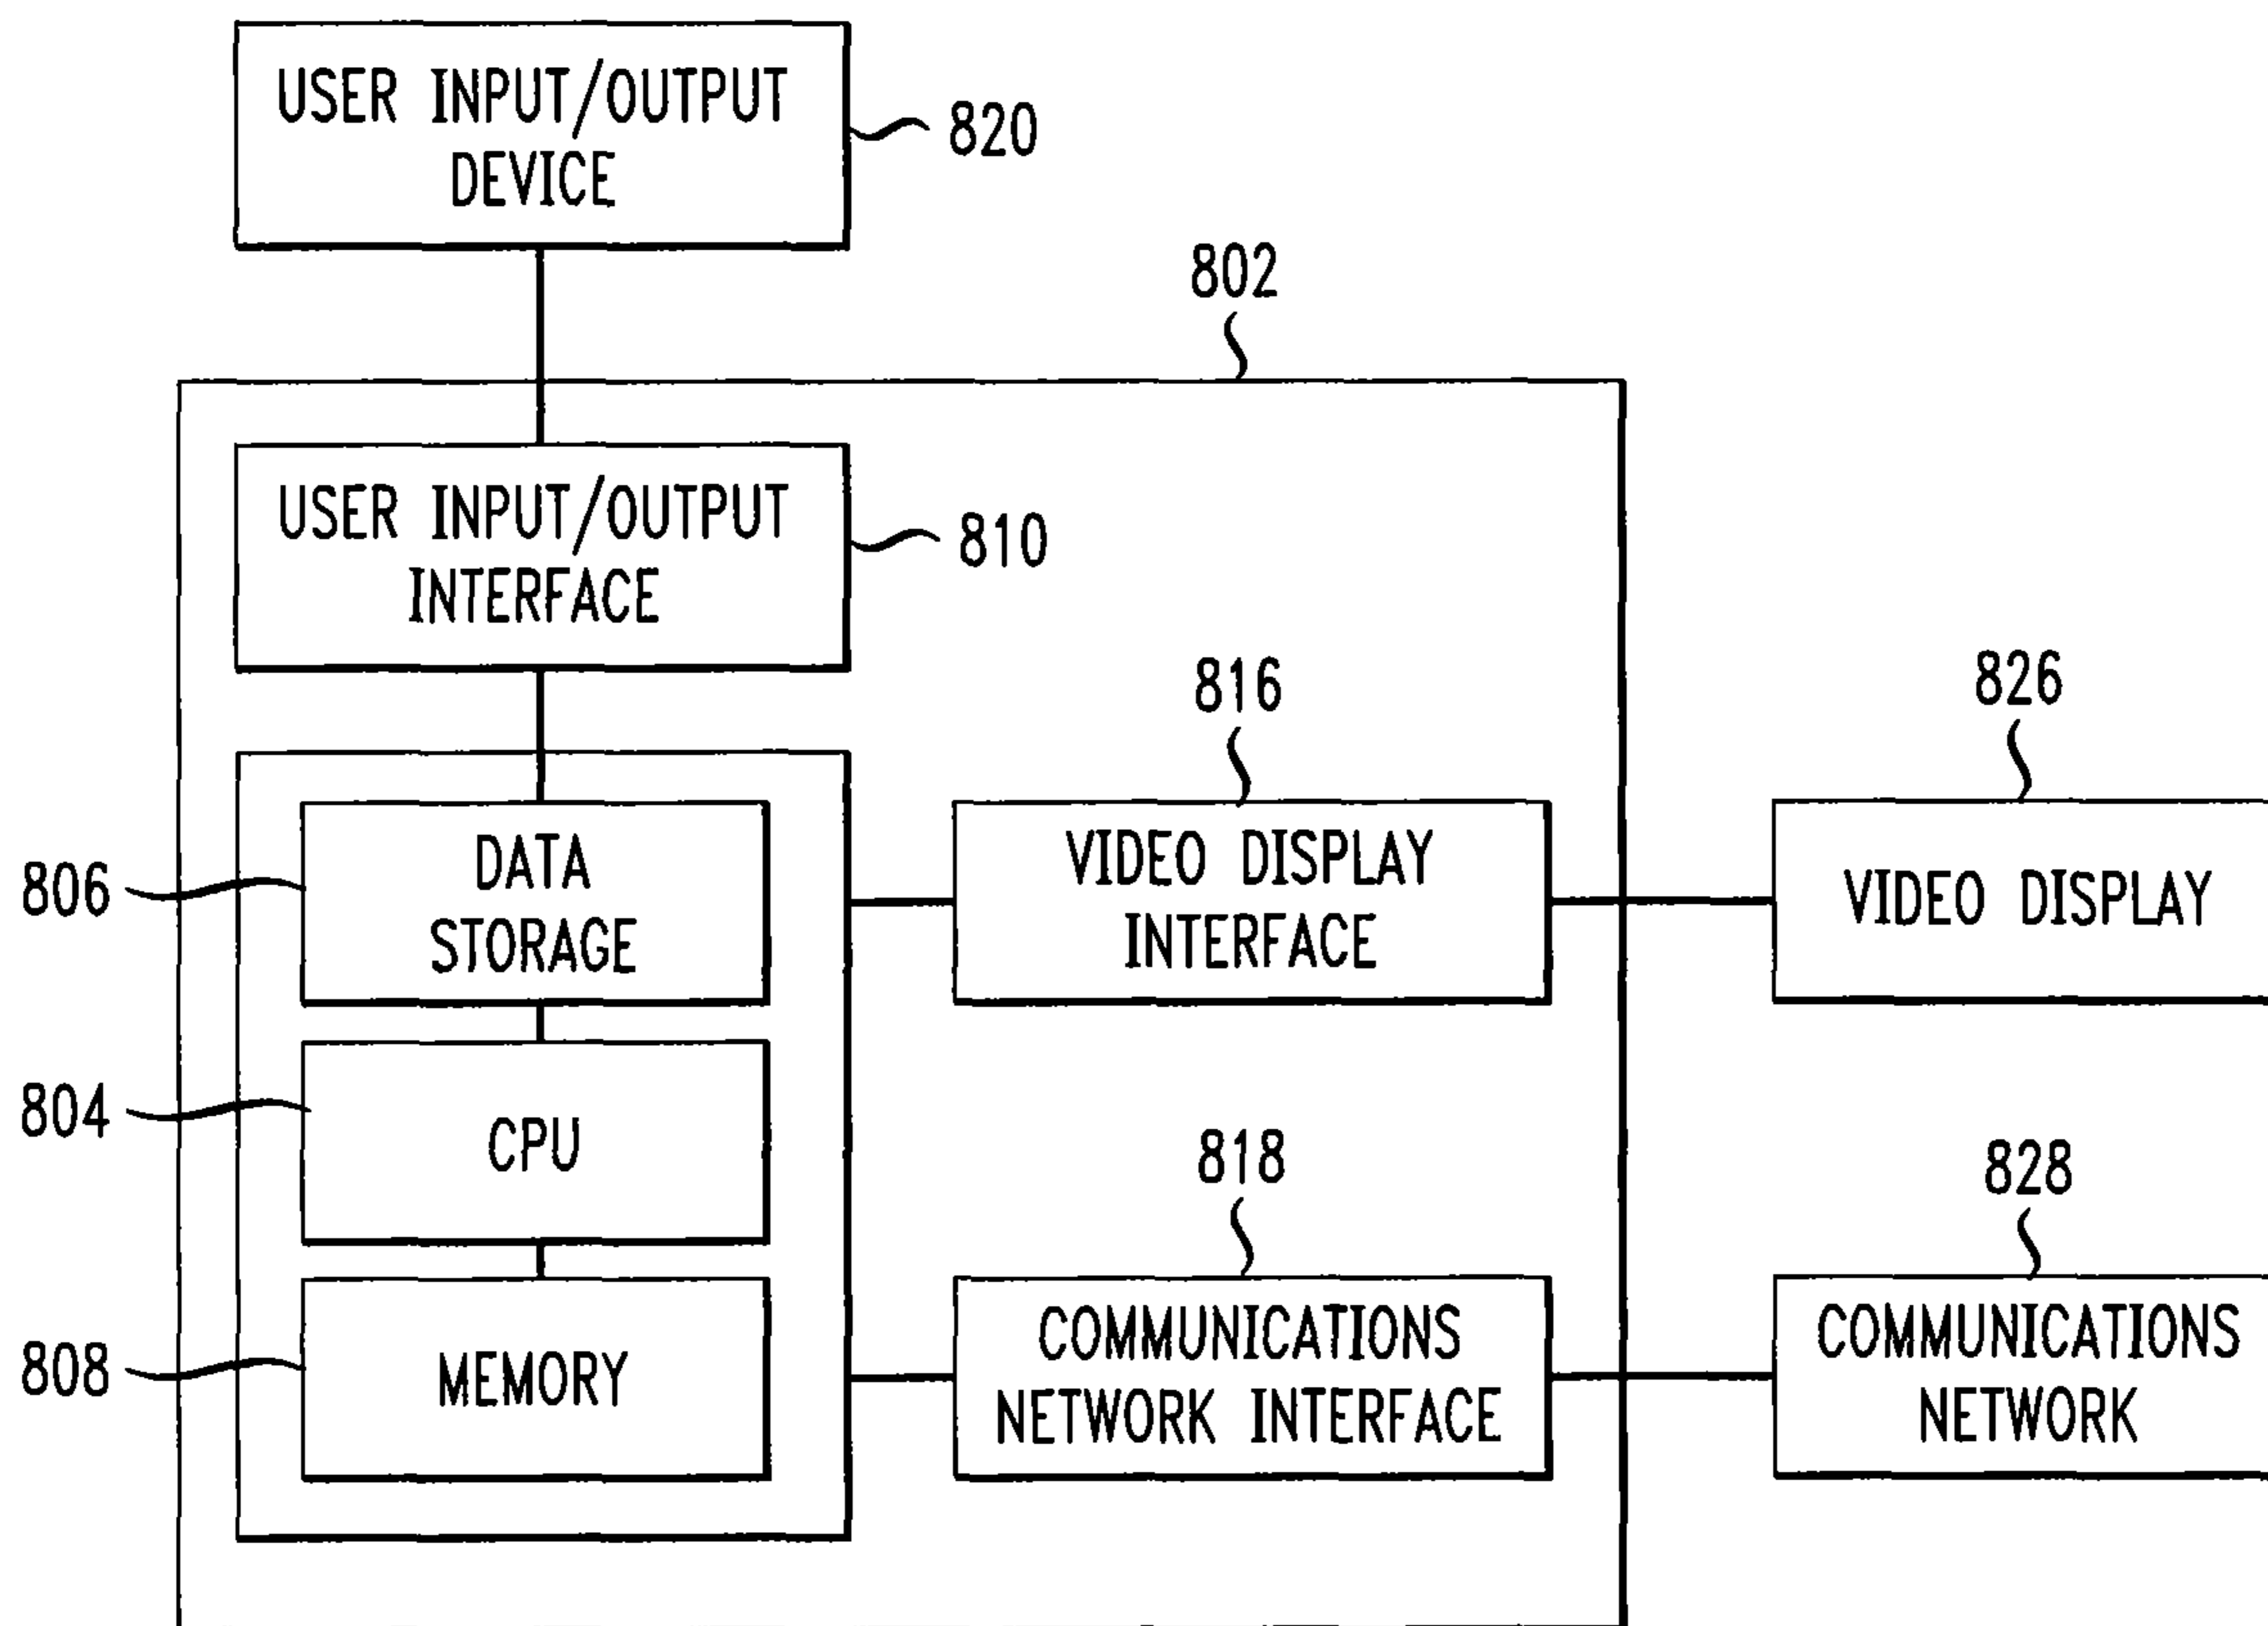 USER INPUT/OUTPUT
DEVICE
820
802
USER INPUT/OUTPUT
INTERFACE
810
816
826
806
DATA
STORAGE
VIDEO DISPLAY
INTERFACE
VIDEO DISPLAY
804
CPU
818
828
808
MEMORY
COMMUNICATIONS
NETWORK INTERFACE
COMMUNICATIONS
NETWORK